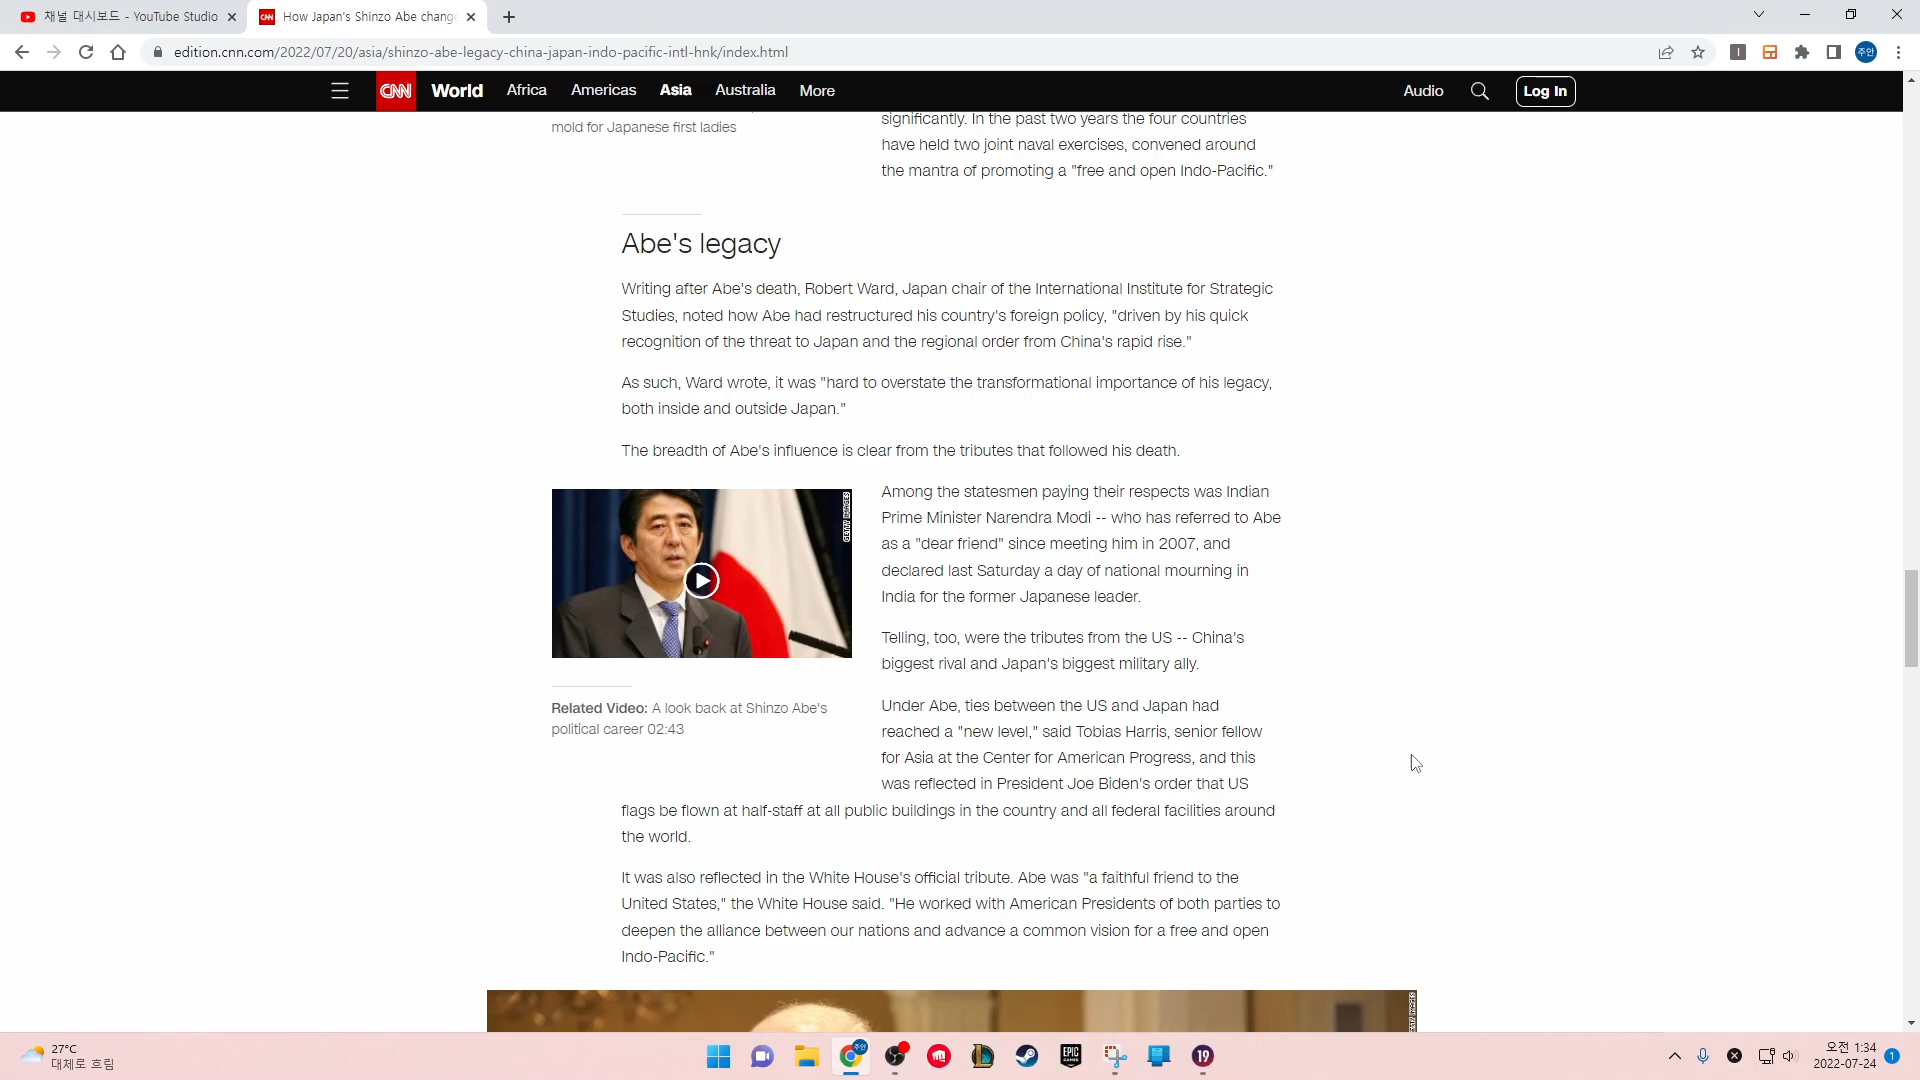 채널 대시보드 - YouTube Studio
How Japan's Shinzo Abe change
edition.cnn.com/2022/07/20/asia/shinzo-abe-legacy-china-japan-indo-pacific-intl-hnk/index.html
주안
CNN World Africa Americas Asia Australia More Audio Log In
mold for Japanese first ladies
significantly. In the past two years the four countries
have held two joint naval exercises, convened around
the mantra of promoting a "free and open Indo-Pacific."
Abe's legacy
Writing after Abe's death, Robert Ward, Japan chair of the International Institute for Strategic
Studies, noted how Abe had restructured his country's foreign policy, "driven by his quick
recognition of the threat to Japan and the regional order from China's rapid rise."
As such, Ward wrote, it was "hard to overstate the transformational importance of his legacy,
both inside and outside Japan."
The breadth of Abe's influence is clear from the tributes that followed his death.
GETTY IMAGES
Related Video: A look back at Shinzo Abe's
political career 02:43
Among the statesmen paying their respects was Indian
Prime Minister Narendra Modi -- who has referred to Abe
as a "dear friend" since meeting him in 2007, and
declared last Saturday a day of national mourning in
India for the former Japanese leader.
Telling, too, were the tributes from the US -- China's
biggest rival and Japan's biggest military ally.
Under Abe, ties between the US and Japan had
reached a "new level," said Tobias Harris, senior fellow
for Asia at the Center for American Progress, and this
was reflected in President Joe Biden's order that US
flags be flown at half-staff at all public buildings in the country and all federal facilities around
the world.
It was also reflected in the White House's official tribute. Abe was "a faithful friend to the
United States," the White House said. "He worked with American Presidents of both parties to
deepen the alliance between our nations and advance a common vision for a free and open
Indo-Pacific."
27°C
대체로 흐림
주안
EPIC
GAMES
19
오전 1:34
2022-07-24
1